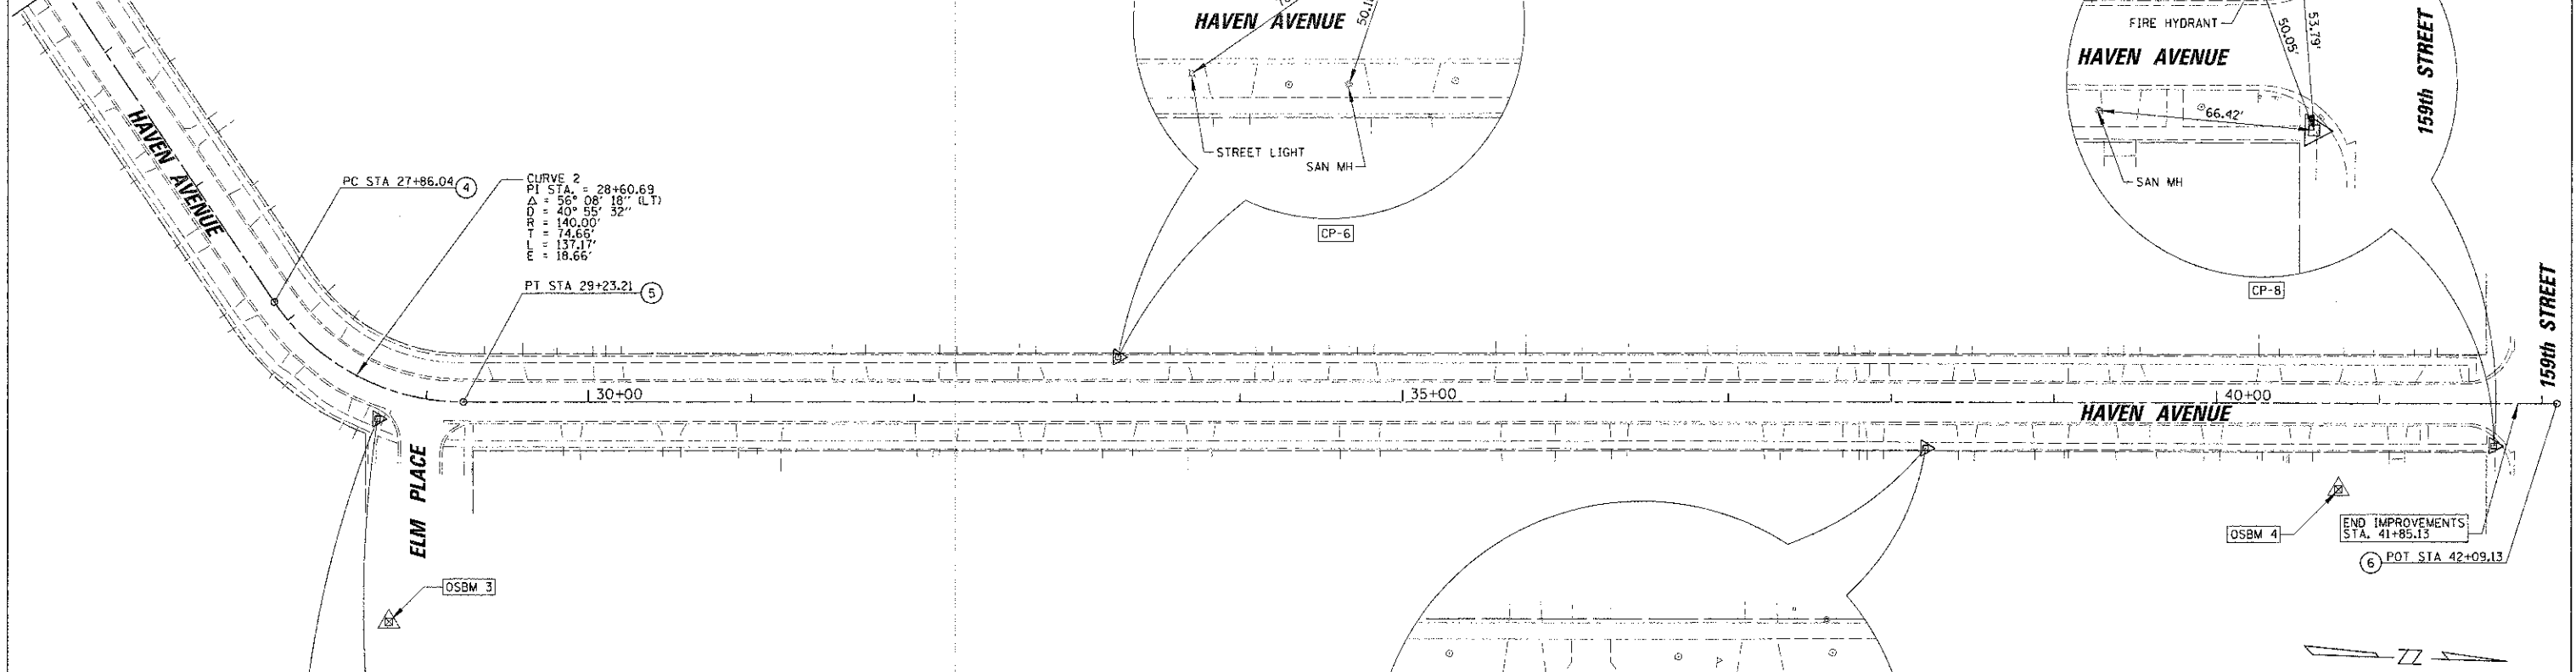 HAVEN AVENUE
50.1
STREET LIGHT
SAN MH
CP-6
FIRE HYDRANT
50.05'
53.79'
HAVEN AVENUE
66.42'
SAN MH
CP-8
159th STREET
159th STREET
HAVEN AVENUE
PC STA 27+86.04 4
CURVE 2
PI STA. = 28+60.69
Δ = 56° 08' 18" (LT)
D = 40° 55' 32"
R = 140.00'
T = 74.66'
L = 137.17'
E = 18.66'
PT STA 29+23.21 5
30+00
35+00
40+00
HAVEN AVENUE
ELM PLACE
OSBM 3
OSBM 4
END IMPROVEMENTS
STA. 41+85.13
6 POT STA 42+09.13